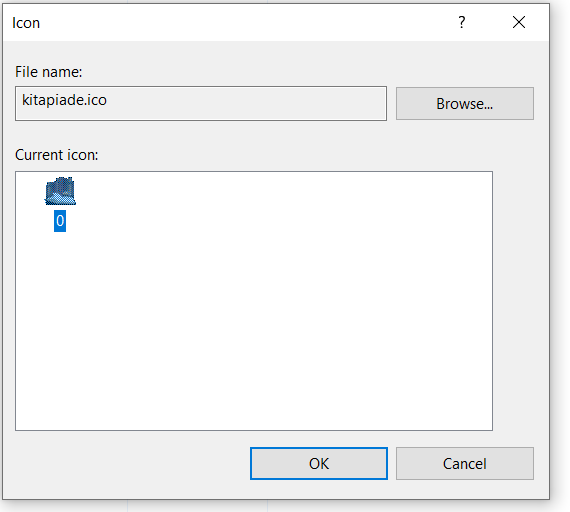 Icon
?
File name:
kitapiade.ico
Browse...
Current icon:
0
OK
Cancel